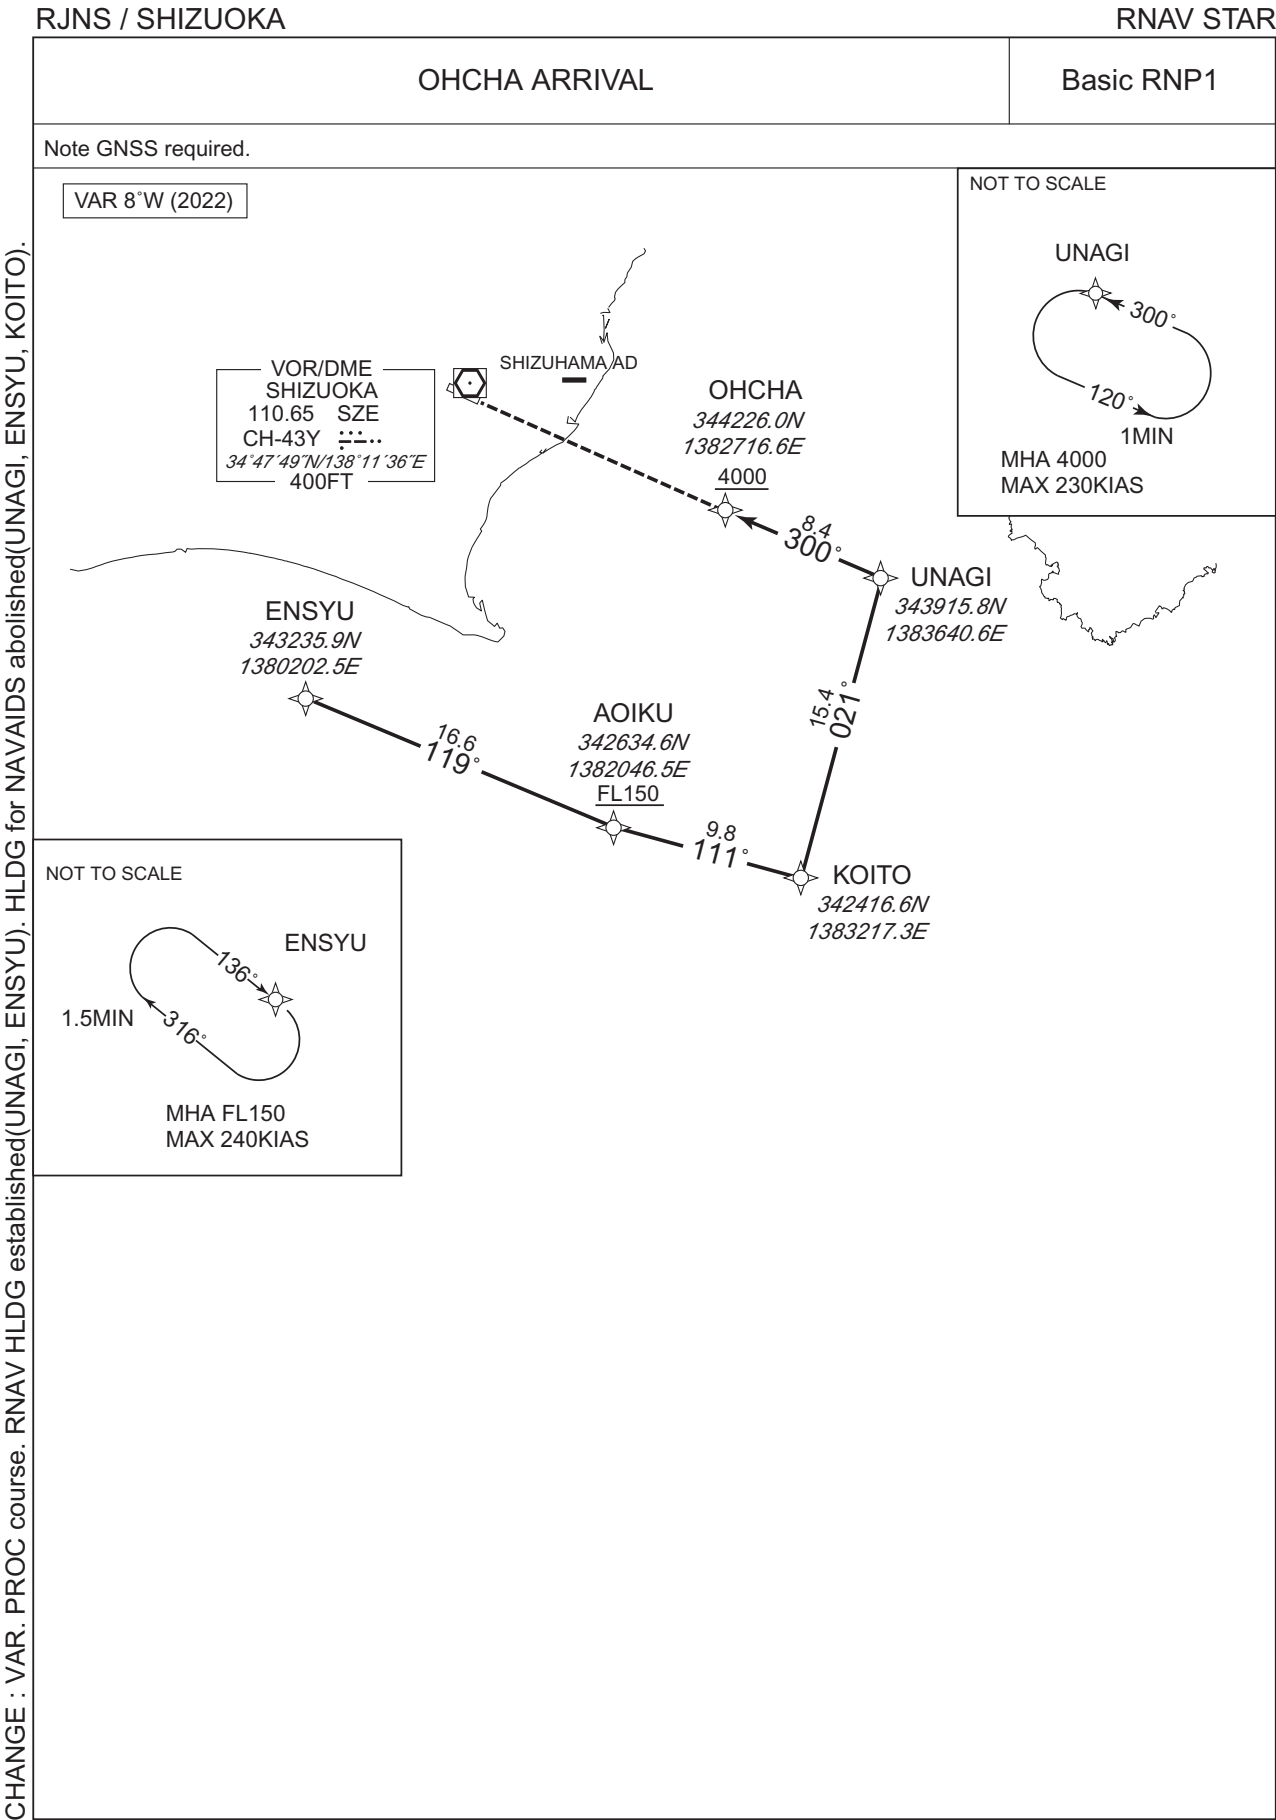 RJNS / SHIZUOKA
RNAV STAR
OHCHA ARRIVAL
Basic RNP1
Note GNSS required.
VAR 8˚W (2022)
NOT TO SCALE
UNAGI
300˚
120˚
1MIN
MHA 4000
MAX 230KIAS
VOR/DME
SHIZUOKA
110.65 SZE
CH-43Y
34˚47´49˝N/138˚11´36˝E
400FT
SHIZUHAMA AD
OHCHA
344226.0N
1382716.6E
4000
8.4
300˚
UNAGI
343915.8N
1383640.6E
ENSYU
343235.9N
1380202.5E
15.4
021˚
16.6
119˚
AOIKU
342634.6N
1382046.5E
FL150
9.8
111˚
KOITO
342416.6N
1383217.3E
NOT TO SCALE
ENSYU
136˚
316˚
1.5MIN
MHA FL150
MAX 240KIAS
CHANGE : VAR. PROC course. RNAV HLDG established(UNAGI, ENSYU). HLDG for NAVAIDS abolished(UNAGI, ENSYU, KOITO).